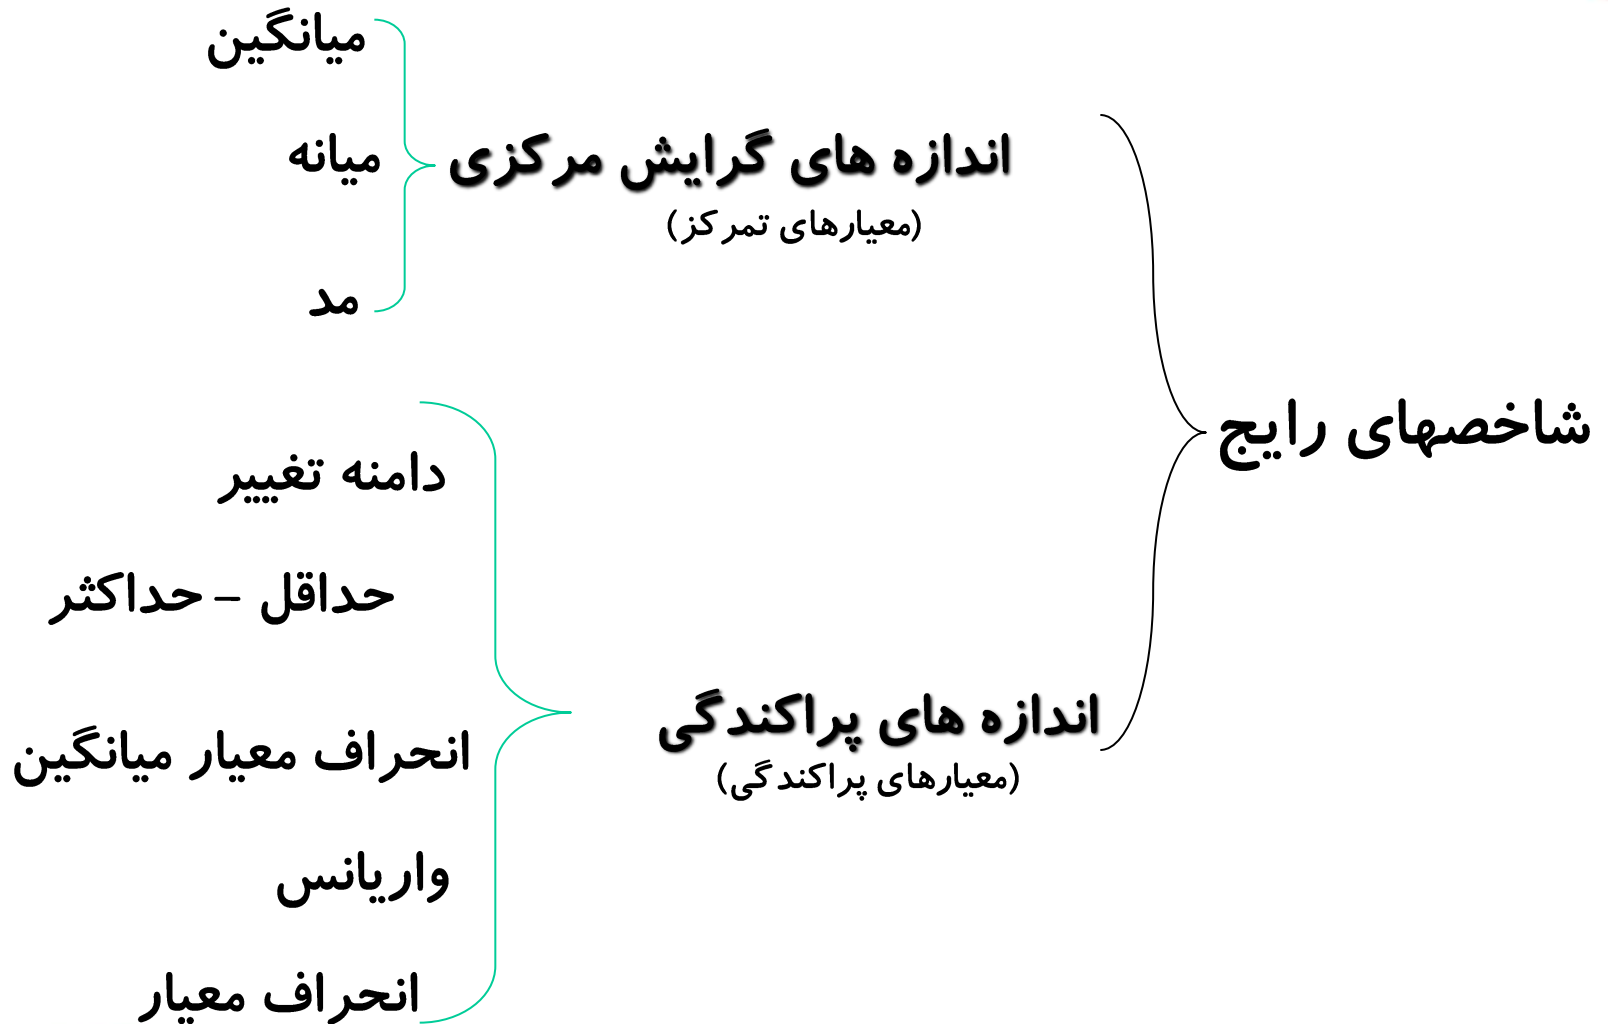 شاخصهای رایج
اندازه های گرایش مرکزی
(معیارهای تمرکز)
میانگین
میانه
مد
اندازه های پراکندگی
(معیارهای پراکندگی)
دامنه تغییر
حداقل – حداکثر
انحراف معیار میانگین
واریانس
انحراف معیار